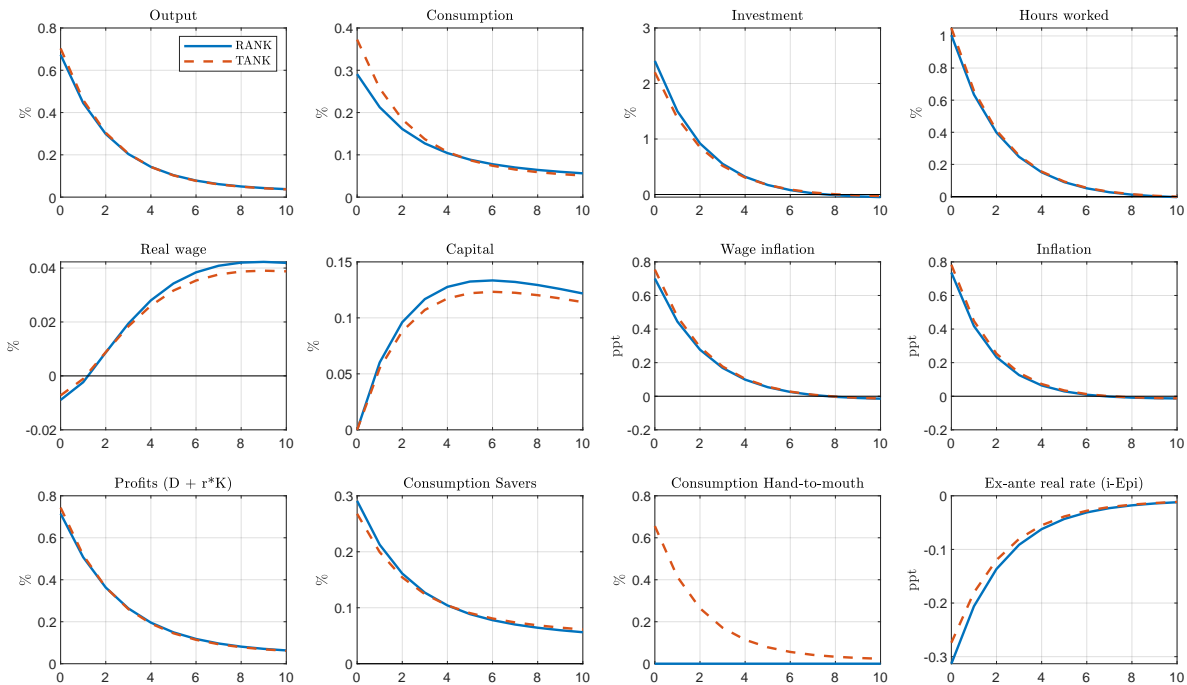 Output
%
0.8
0.6
0.4
0.2
0
0 2 4 6 8 10
RANK
TANK
Consumption
%
0.4
0.3
0.2
0.1
0
0 2 4 6 8 10
Investment
%
3
2
1
0
0 2 4 6 8 10
Hours worked
%
1
0.8
0.6
0.4
0.2
0
0 2 4 6 8 10
Real wage
%
0.04
0.02
0
-0.02
0 2 4 6 8 10
Capital
%
0.15
0.1
0.05
0
0 2 4 6 8 10
Wage inflation
ppt
0.8
0.6
0.4
0.2
0
-0.2
0 2 4 6 8 10
Inflation
ppt
0.8
0.6
0.4
0.2
0
-0.2
0 2 4 6 8 10
Profits (D + r*K)
%
0.8
0.6
0.4
0.2
0
0 2 4 6 8 10
Consumption Savers
%
0.3
0.2
0.1
0
0 2 4 6 8 10
Consumption Hand-to-mouth
%
0.8
0.6
0.4
0.2
0
0 2 4 6 8 10
Ex-ante real rate (i-Epi)
ppt
0
-0.1
-0.2
-0.3
0 2 4 6 8 10